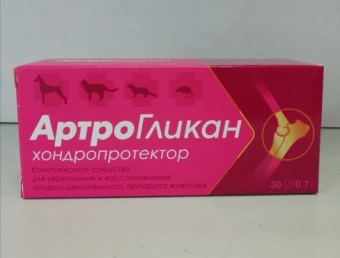 АртроГликан
хондропротектор
Комплексное средство
для укрепления и восстановления
опорно-двигательного аппарата животных
30 0.7 г